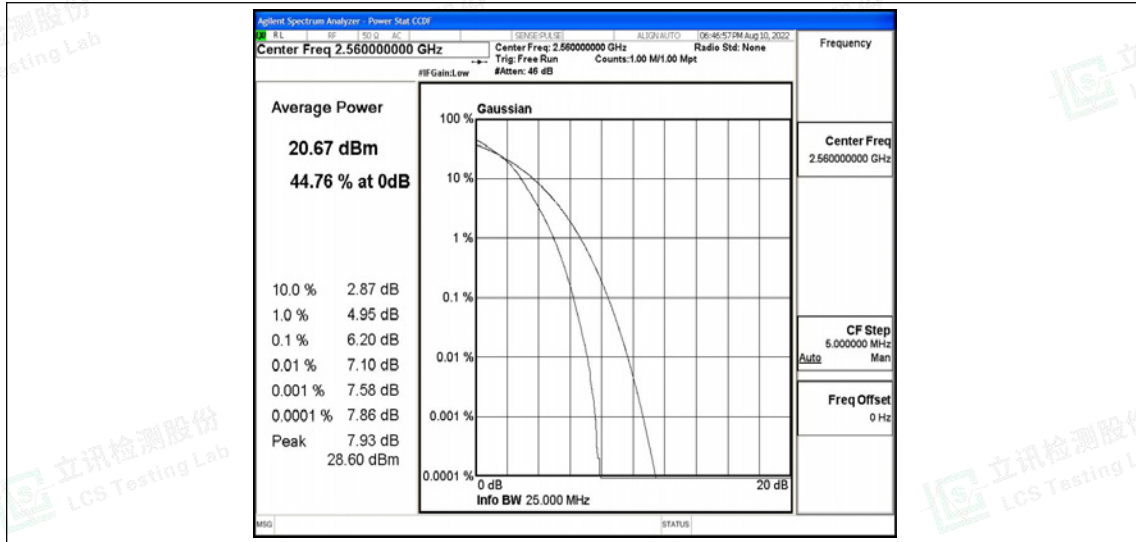 Agilent Spectrum Analyzer - Power Stat CCDF
RL RF 50 Ω AC SENSE:PULSE ALIGN AUTO 06:46:57 PM Aug 10, 2022
Center Freq 2.560000000 GHz
Center Freq: 2.560000000 GHz Radio Std: None
Trig: Free Run Counts:1.00 M/1.00 Mpt
#IFGain:Low #Atten: 46 dB
Frequency
Average Power
20.67 dBm
44.76 % at 0dB
10.0 % 2.87 dB
1.0 % 4.95 dB
0.1 % 6.20 dB
0.01 % 7.10 dB
0.001 % 7.58 dB
0.0001 % 7.86 dB
Peak 7.93 dB
28.60 dBm
Gaussian
100 %
10 %
1 %
0.1 %
0.01 %
0.001 %
0.0001 %
0 dB 20 dB
Info BW 25.000 MHz
Center Freq
2.560000000 GHz
CF Step
5.000000 MHz
Auto Man
Freq Offset
0 Hz
MSG STATUS
立讯检测股份
LCS Testing Lab
立讯检测股份
LCS Testing L